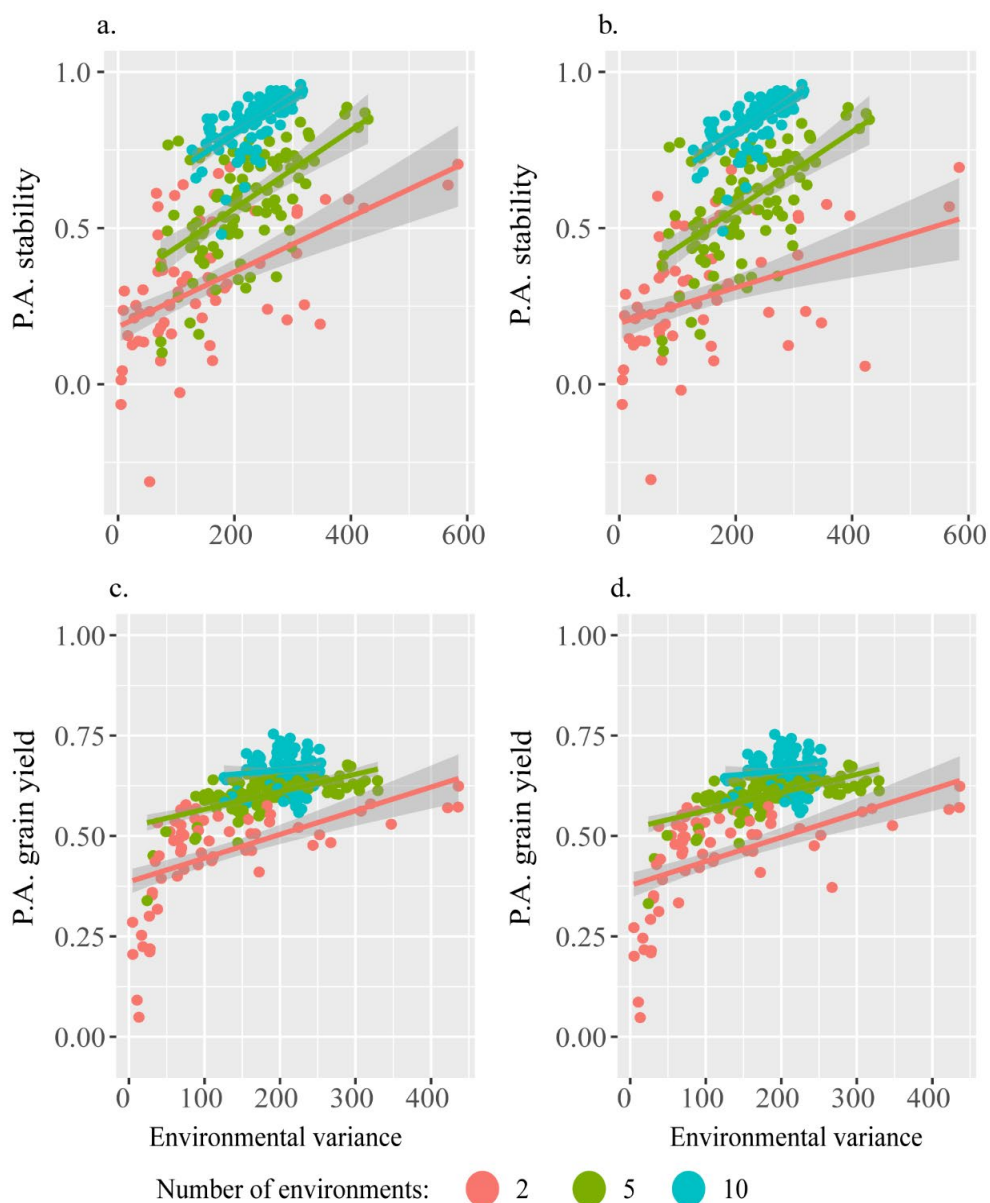 a.
b.
1.0
0.5
0.0
P.A. stability
0 200 400 600
1.0
0.5
0.0
P.A. stability
0 200 400 600
c.
d.
1.00
0.75
0.50
0.25
0.00
P.A. grain yield
0 100 200 300 400
Environmental variance
1.00
0.75
0.50
0.25
0.00
P.A. grain yield
0 100 200 300 400
Environmental variance
Number of environments: 2 5 10